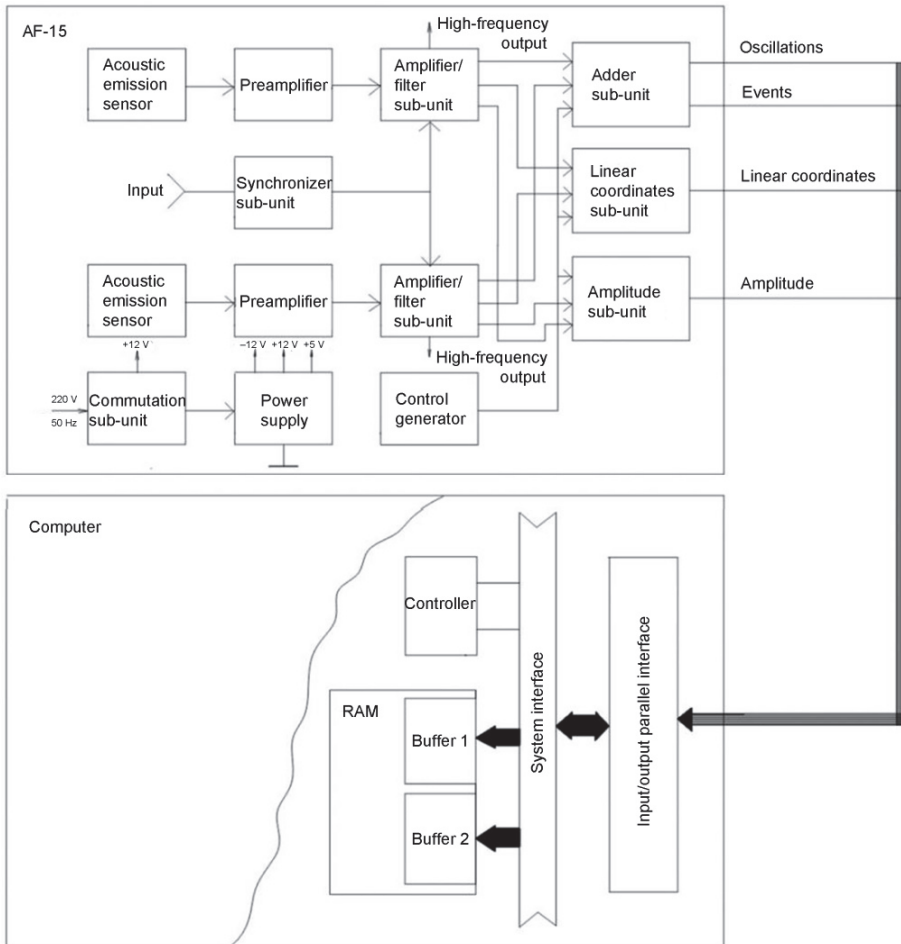 AF-15
High-frequency
output
Acoustic
emission
sensor
Preamplifier
Amplifier/
filter
sub-unit
Adder
sub-unit
Oscillations
Events
Input
Synchronizer
sub-unit
Linear
coordinates
sub-unit
Linear coordinates
Acoustic
emission
sensor
Preamplifier
Amplifier/
filter
sub-unit
Amplitude
sub-unit
Amplitude
+12 V
–12 V
+12 V
+5 V
High-frequency
output
220 V
50 Hz
Commutation
sub-unit
Power
supply
Control
generator
Computer
Controller
RAM
Buffer 1
Buffer 2
System interface
Input/output parallel interface